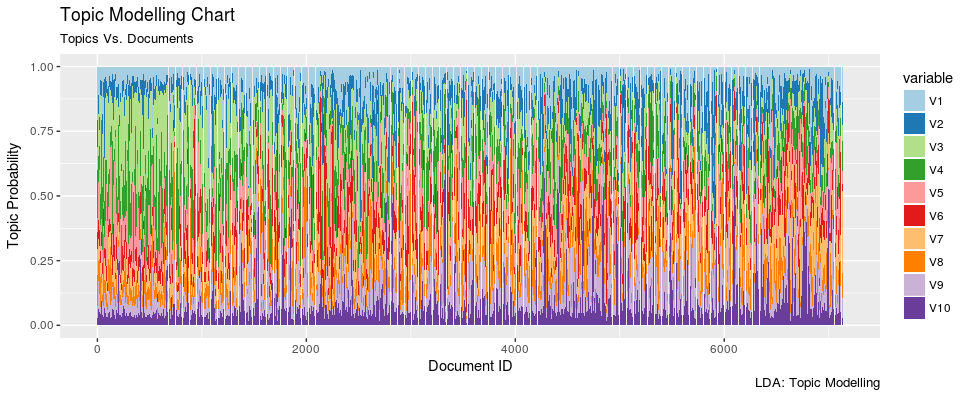 Topic Modelling Chart
Topics Vs. Documents
Topic Probability
1.00
0.75
0.50
0.25
0.00
0
2000
4000
6000
Document ID
LDA: Topic Modelling
variable
V1
V2
V3
V4
V5
V6
V7
V8
V9
V10